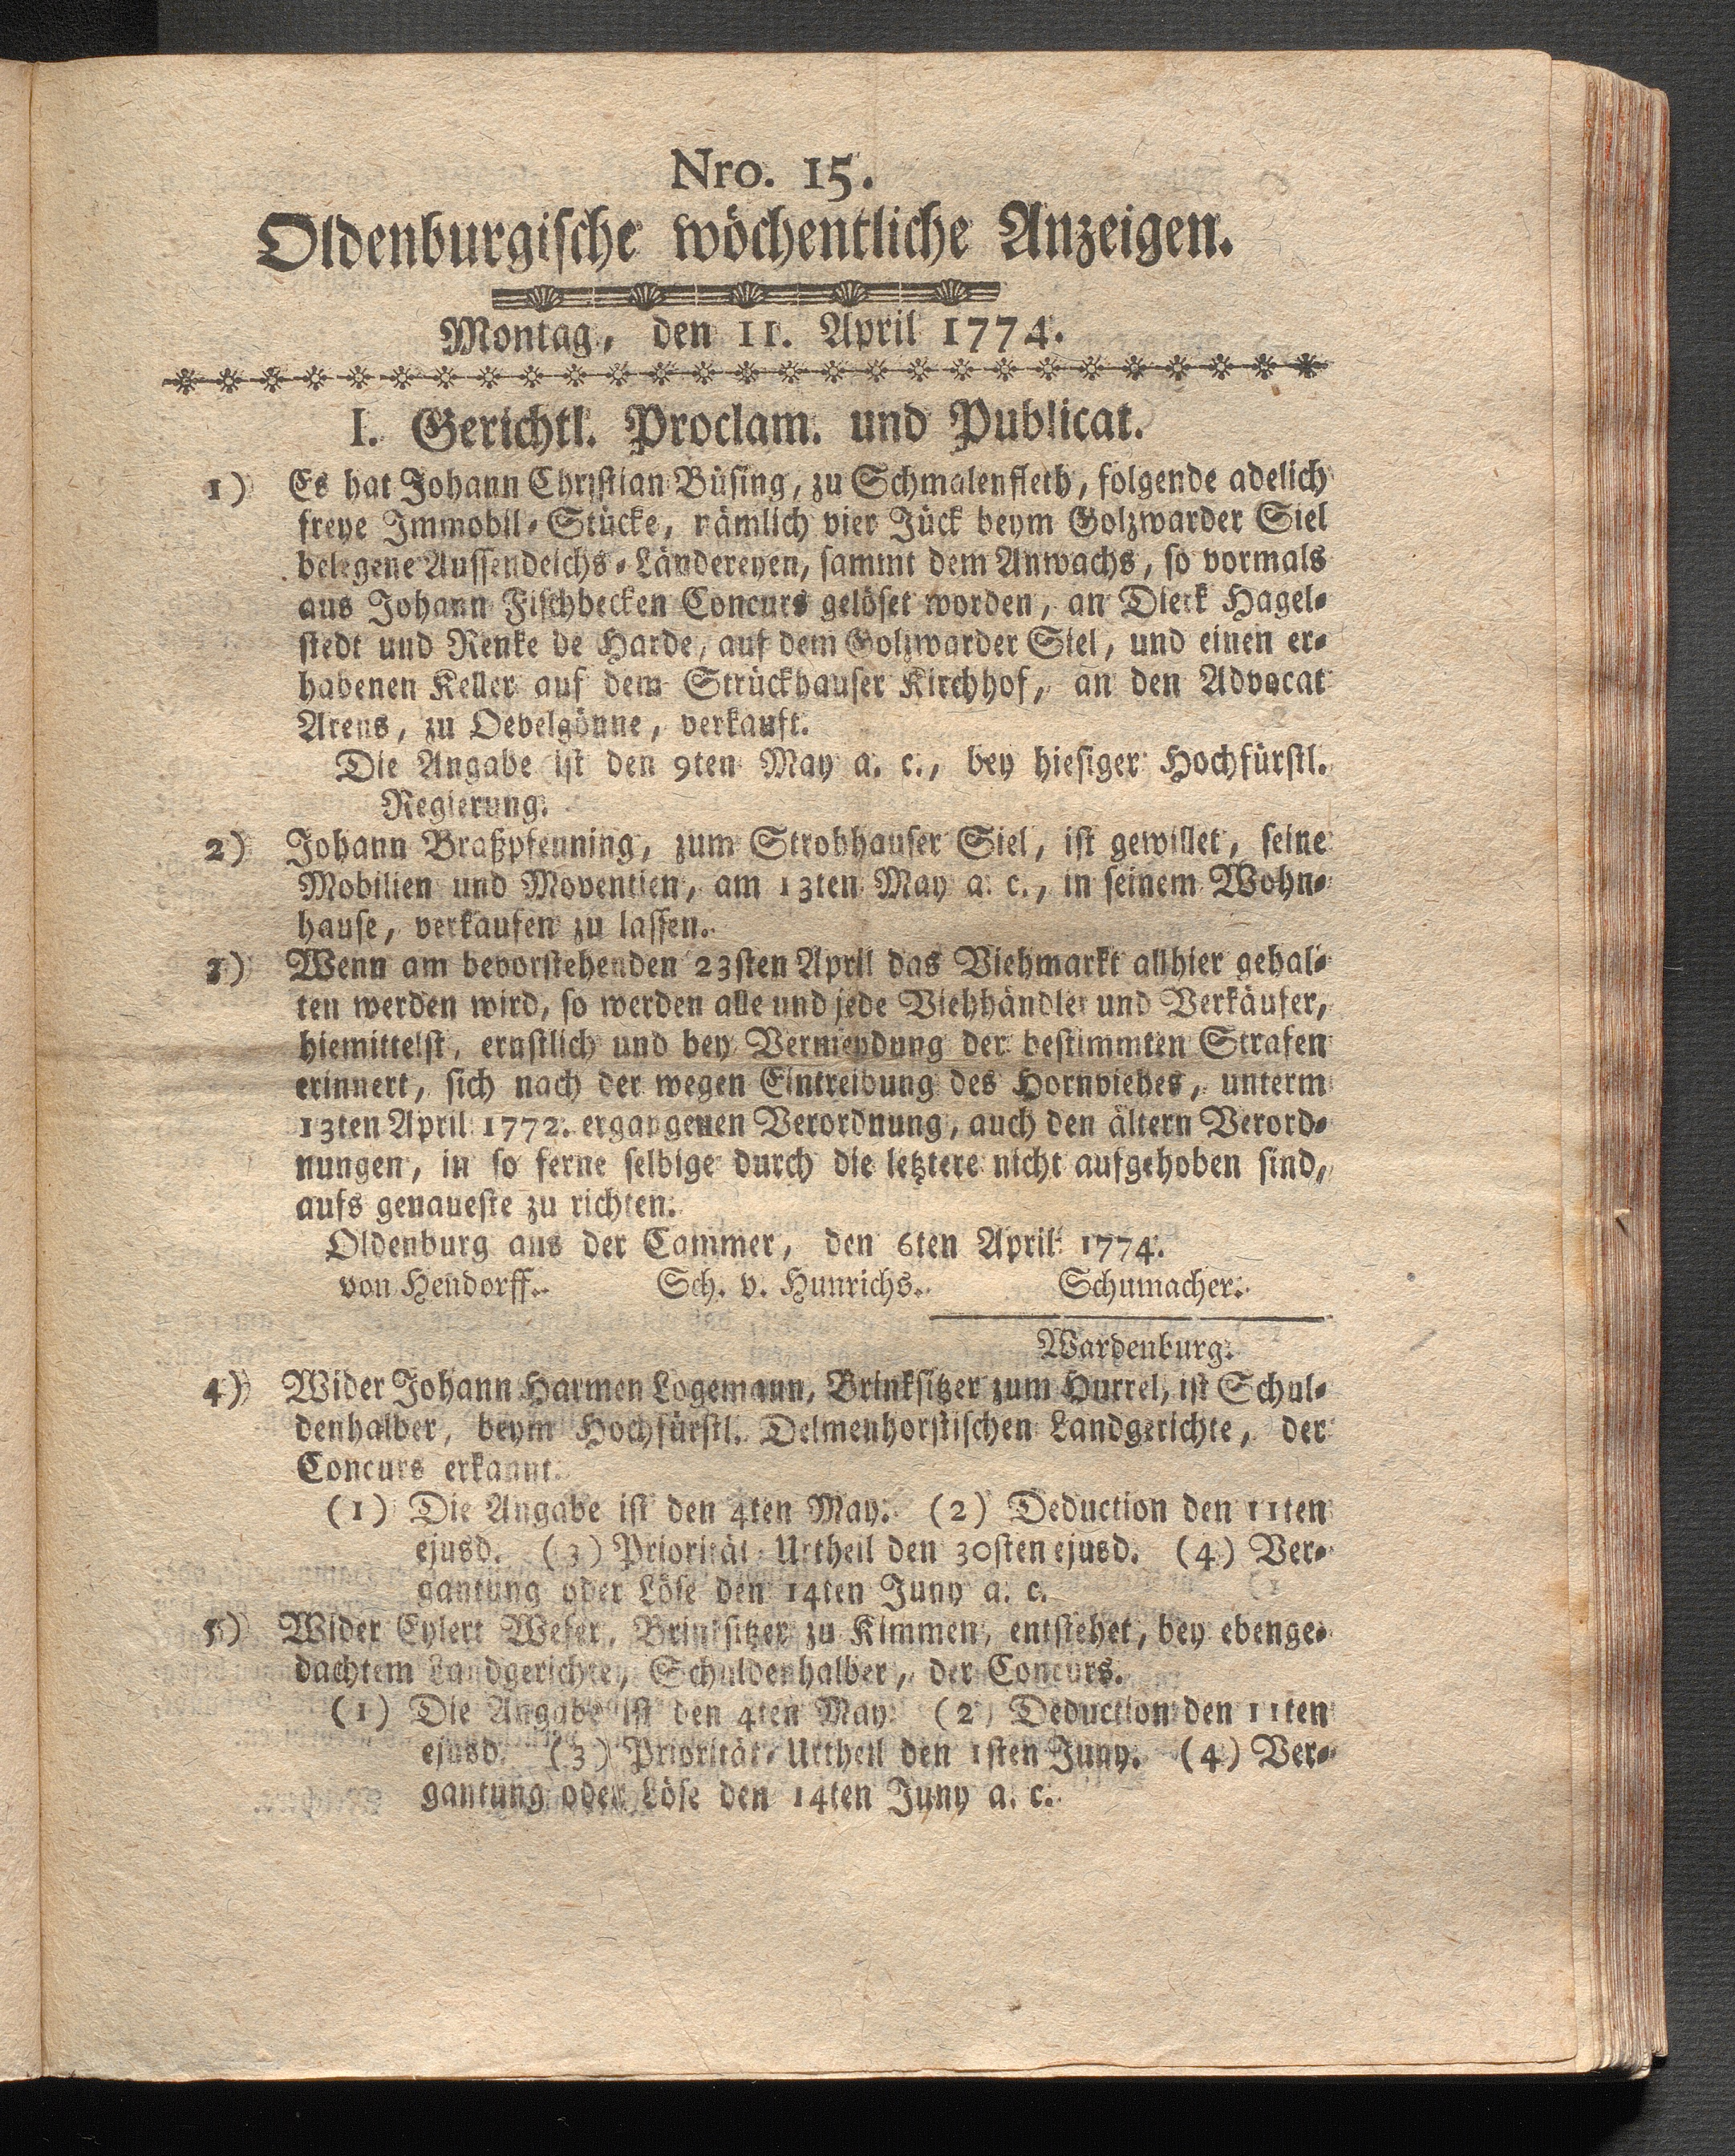 Nro. 15.
Oldenburgische wöchentliche Anzeigen.
Montag, den 11. April 1774.
I. Gerichtl. Proclam. und Publicat.
1) Es hat Johann Christian Büsing, zu Schmalenfleth, folgende adelich
freye Immobil-Stücke, nämlich vier Jück beym Golzwarder Siel
belegene Aussendeichs-Ländereyen, sammt dem Anwachs, so vormals
aus Johann Fischbecken Concurs gelöset worden, an Dierk Hagel-
stedt und Renke de Harde, auf dem Golzwarder Siel, und einen er-
habenen Keller auf dem Strückhauser Kirchhof, an den Advocat
Arens, zu Oevelgönne, verkauft.
Die Angabe ist den 9ten May a. c., bey hiesiger Hochfürstl.
Regierung.
2) Johann Braßpfenning, zum Strohhauser Siel, ist gewillet, seine
Mobilien und Moventien, am 13ten May a. c., in seinem Wohn-
hause, verkaufen zu lassen.
3) Wenn am bevorstehenden 23sten April das Viehmarkt allhier gehal-
ten werden wird, so werden alle und jede Viehhändler und Verkäufer,
hiemittelst, ernstlich und bey Vermeydung der bestimmten Strafen
erinnert, sich nach der wegen Eintreibung des Hornviehes, unterm
13ten April 1772. ergangenen Verordnung, auch den ältern Verord-
nungen, in so ferne selbige durch die letztere nicht aufgehoben sind,
aufs genaueste zu richten.
Oldenburg aus der Cammer, den 6ten April 1774.
von Hendorff. Sch. v. Hunrichs. Schumacher.
Wardenburg.
4) Wider Johann Harmen Logemann, Brinksitzer zum Hurrel, ist Schul-
denhalber, beym Hochfürstl. Delmenhorstischen Landgerichte, der
Concurs erkannt.
(1) Die Angabe ist den 4ten May. (2) Deduction den 11ten
ejusd. (3) Priorität-Urtheil den 30sten ejusd. (4) Ver-
gantung oder Löse den 14ten Juny a. c.
5) Wider Eylert Wefer, Brinksitzer zu Kimmen, entstehet, bey ebenge-
dachtem Landgerichte, Schuldenhalber, der Concurs.
(1) Die Angabe ist den 4ten May (2) Deduction den 11ten
ejusd. (3) Priorität-Urtheil den 1sten Juny. (4) Ver-
gantung oder Löse den 14ten Juny a. c.